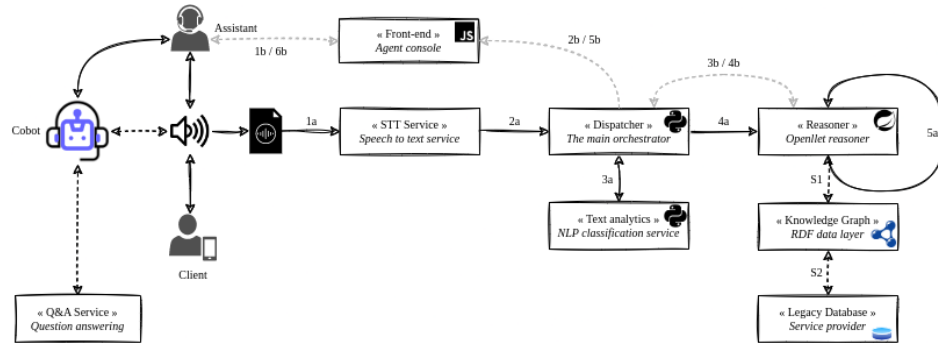 Assistant
« Front-end »
Agent console
JS
1b / 6b
2b / 5b
3b / 4b
Cobot
1a
« STT Service »
Speech to text service
2a
« Dispatcher »
The main orchestrator
4a
« Reasoner »
Openllet reasoner
5a
3a
S1
« Text analytics »
NLP classification service
« Knowledge Graph »
RDF data layer
Client
S2
« Q&A Service »
Question answering
« Legacy Database »
Service provider